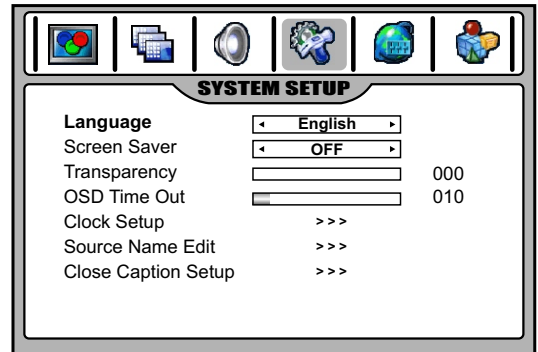 SYSTEM SETUP
Language ◂ English ▸
Screen Saver ◂ OFF ▸
Transparency 000
OSD Time Out 010
Clock Setup >>>
Source Name Edit >>>
Close Caption Setup >>>